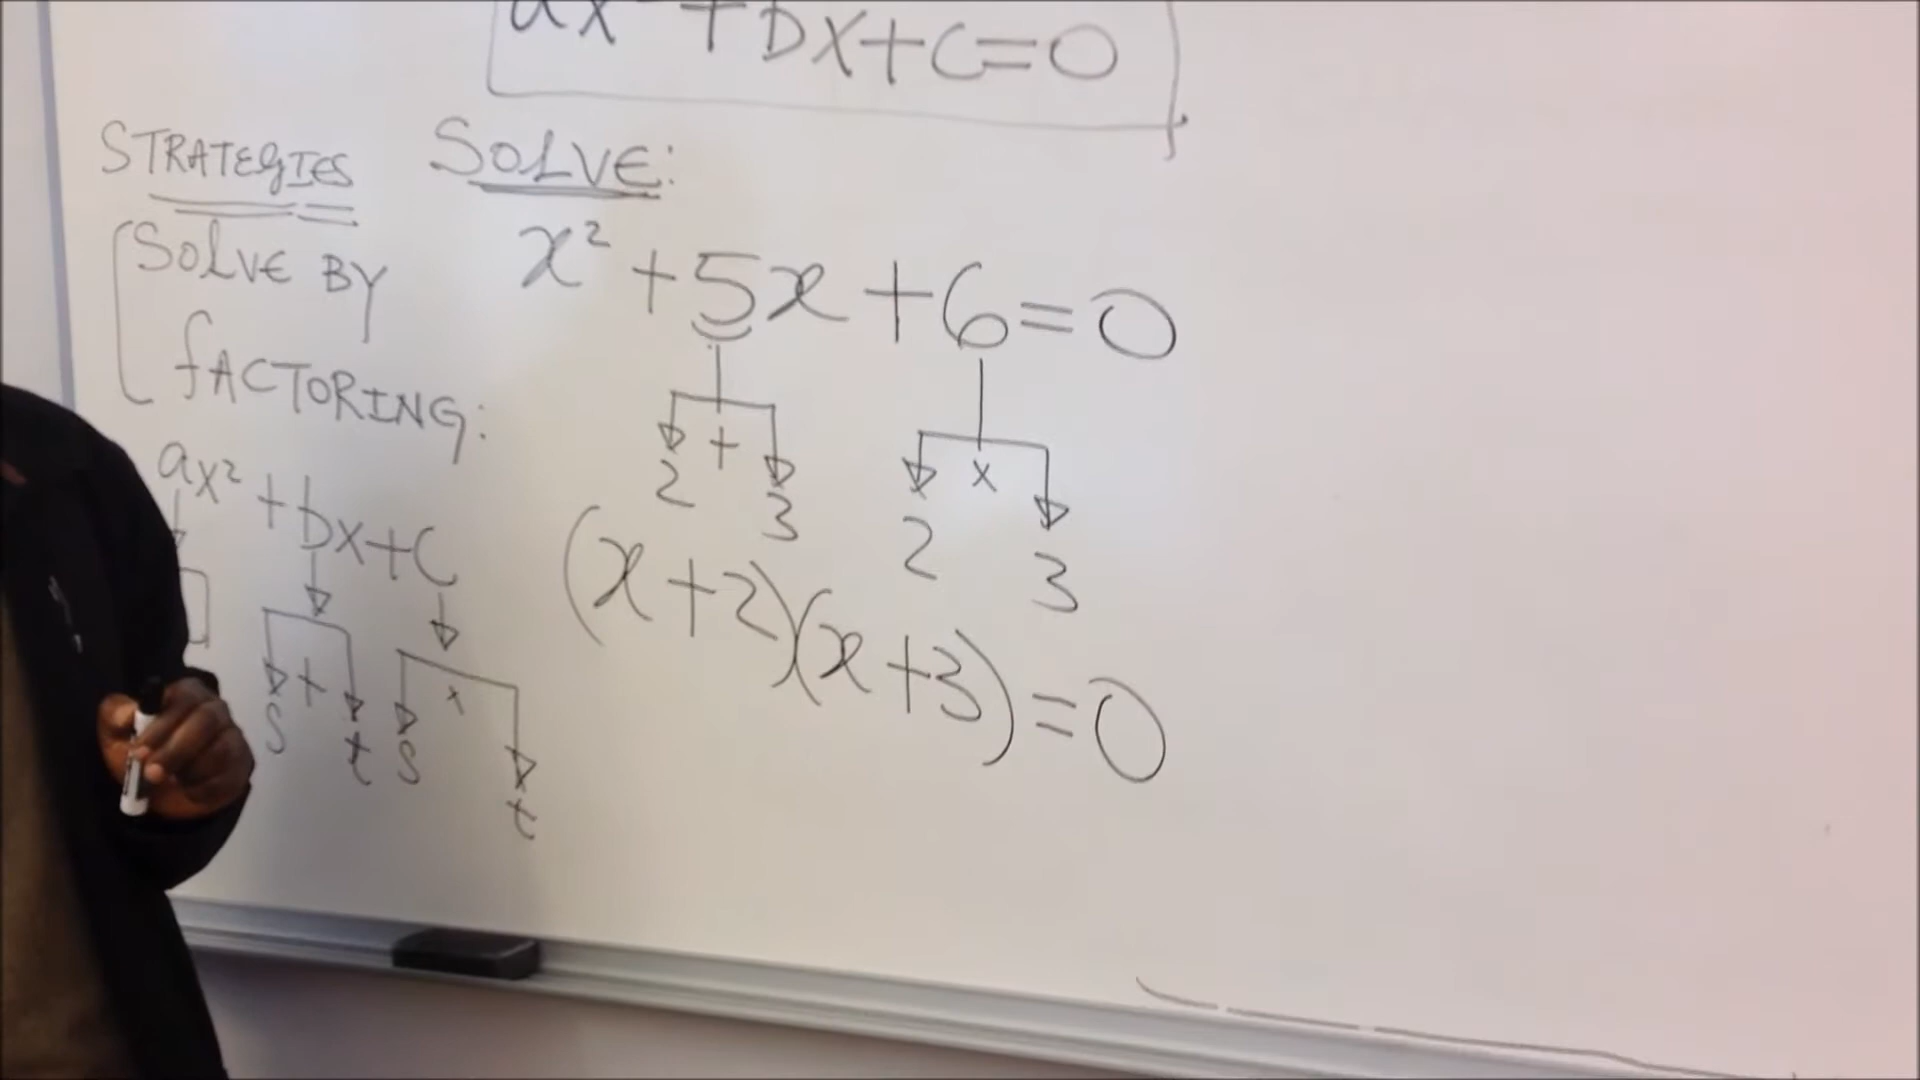 ax² + bx + c = 0
STRATEGIES
SOLVE BY
fACTORING:
ax² + bx + c
+
s t
x
s t
SOLVE:
x² + 5x + 6 = 0
+
2 3
x
2 3
(x + 2)(x + 3) = 0